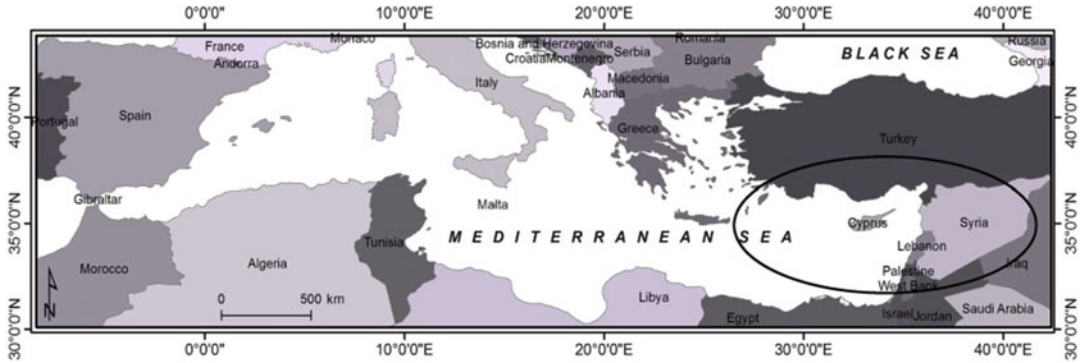 0°0'0" 10°0'0"E 20°0'0"E 30°0'0"E 40°0'0"E
France
Monaco
Bosnia and Herzegovina
Serbia
Romania
BLACK SEA
Russia
Andorra
Croatia
Montenegro
Bulgaria
Georgia
Italy
Macedonia
Albania
40°0'0"N
Portugal
Spain
Greece
Turkey
40°0'0"N
Gibraltar
Malta
35°0'0"N
MEDITERRANEAN SEA
Cyprus
Syria
35°0'0"N
Tunisia
Lebanon
Morocco
Algeria
Palestine
Iraq
West Bank
N
0 500 km
Libya
Egypt
Israel
Jordan
Saudi Arabia
30°0'0"N
30°0'0"N
0°0'0" 10°0'0"E 20°0'0"E 30°0'0"E 40°0'0"E